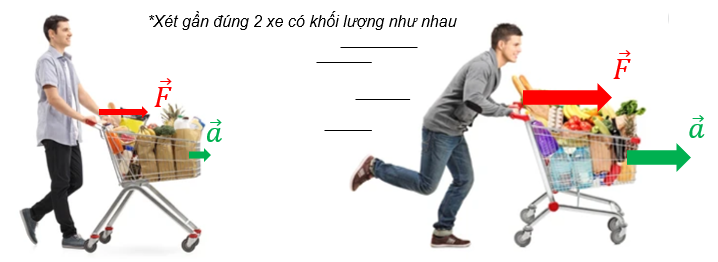 *Xét gần đúng 2 xe có khối lượng như nhau
F⃗
a⃗
F⃗
a⃗